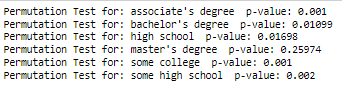 Permutation Test for: associate's degree  p-value: 0.001
Permutation Test for: bachelor's degree  p-value: 0.01099
Permutation Test for: high school  p-value: 0.01698
Permutation Test for: master's degree  p-value: 0.25974
Permutation Test for: some college  p-value: 0.001
Permutation Test for: some high school  p-value: 0.002